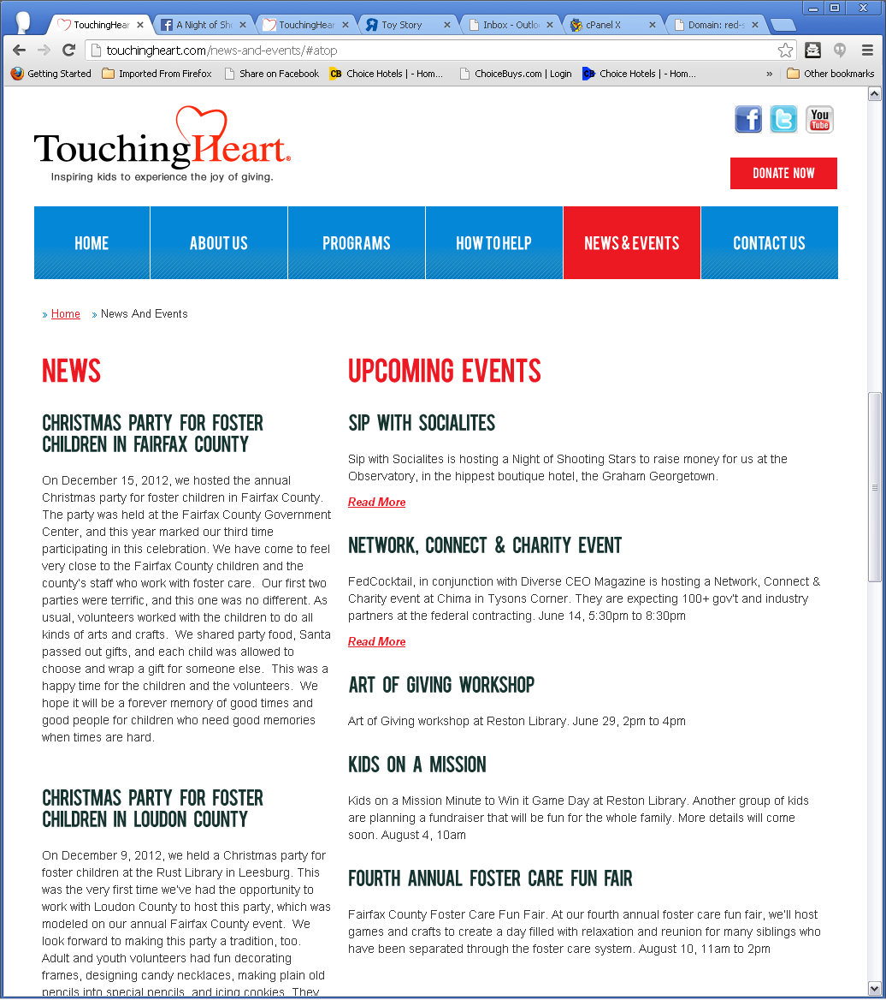 TouchingHear
A Night of Sho
TouchingHear
Toy Story
Inbox - Outloo
cPanel X
Domain: red-s
touchingheart.com/news-and-events/#atop
Getting Started
Imported From Firefox
Share on Facebook
CB Choice Hotels | - Hom...
ChoiceBuys.com | Login
CB Choice Hotels | - Hom...
»
Other bookmarks
TouchingHeart®
Inspiring kids to experience the joy of giving.
You
Tube
DONATE NOW
HOME
ABOUT US
PROGRAMS
HOW TO HELP
NEWS & EVENTS
CONTACT US
» Home » News And Events
NEWS
CHRISTMAS PARTY FOR FOSTER
CHILDREN IN FAIRFAX COUNTY
On December 15, 2012, we hosted the annual
Christmas party for foster children in Fairfax County.
The party was held at the Fairfax County Government
Center, and this year marked our third time
participating in this celebration. We have come to feel
very close to the Fairfax County children and the
county's staff who work with foster care.  Our first two
parties were terrific, and this one was no different. As
usual, volunteers worked with the children to do all
kinds of arts and crafts.  We shared party food, Santa
passed out gifts, and each child was allowed to
choose and wrap a gift for someone else.  This was a
happy time for the children and the volunteers.  We
hope it will be a forever memory of good times and
good people for children who need good memories
when times are hard.
CHRISTMAS PARTY FOR FOSTER
CHILDREN IN LOUDON COUNTY
On December 9, 2012, we held a Christmas party for
foster children at the Rust Library in Leesburg. This
was the very first time we've had the opportunity to
work with Loudon County to host this party, which was
modeled on our annual Fairfax County event.  We
look forward to making this party a tradition, too.
Adult and youth volunteers had fun decorating
frames, designing candy necklaces, making plain old
pencils into special pencils, and icing cookies. They
UPCOMING EVENTS
SIP WITH SOCIALITES
Sip with Socialites is hosting a Night of Shooting Stars to raise money for us at the
Observatory, in the hippest boutique hotel, the Graham Georgetown.
Read More
NETWORK, CONNECT & CHARITY EVENT
FedCocktail, in conjunction with Diverse CEO Magazine is hosting a Network, Connect &
Charity event at Chima in Tysons Corner. They are expecting 100+ gov't and industry
partners at the federal contracting. June 14, 5:30pm to 8:30pm
Read More
ART OF GIVING WORKSHOP
Art of Giving workshop at Reston Library. June 29, 2pm to 4pm
KIDS ON A MISSION
Kids on a Mission Minute to Win it Game Day at Reston Library. Another group of kids
are planning a fundraiser that will be fun for the whole family. More details will come
soon. August 4, 10am
FOURTH ANNUAL FOSTER CARE FUN FAIR
Fairfax County Foster Care Fun Fair. At our fourth annual foster care fun fair, we'll host
games and crafts to create a day filled with relaxation and reunion for many siblings who
have been separated through the foster care system. August 10, 11am to 2pm